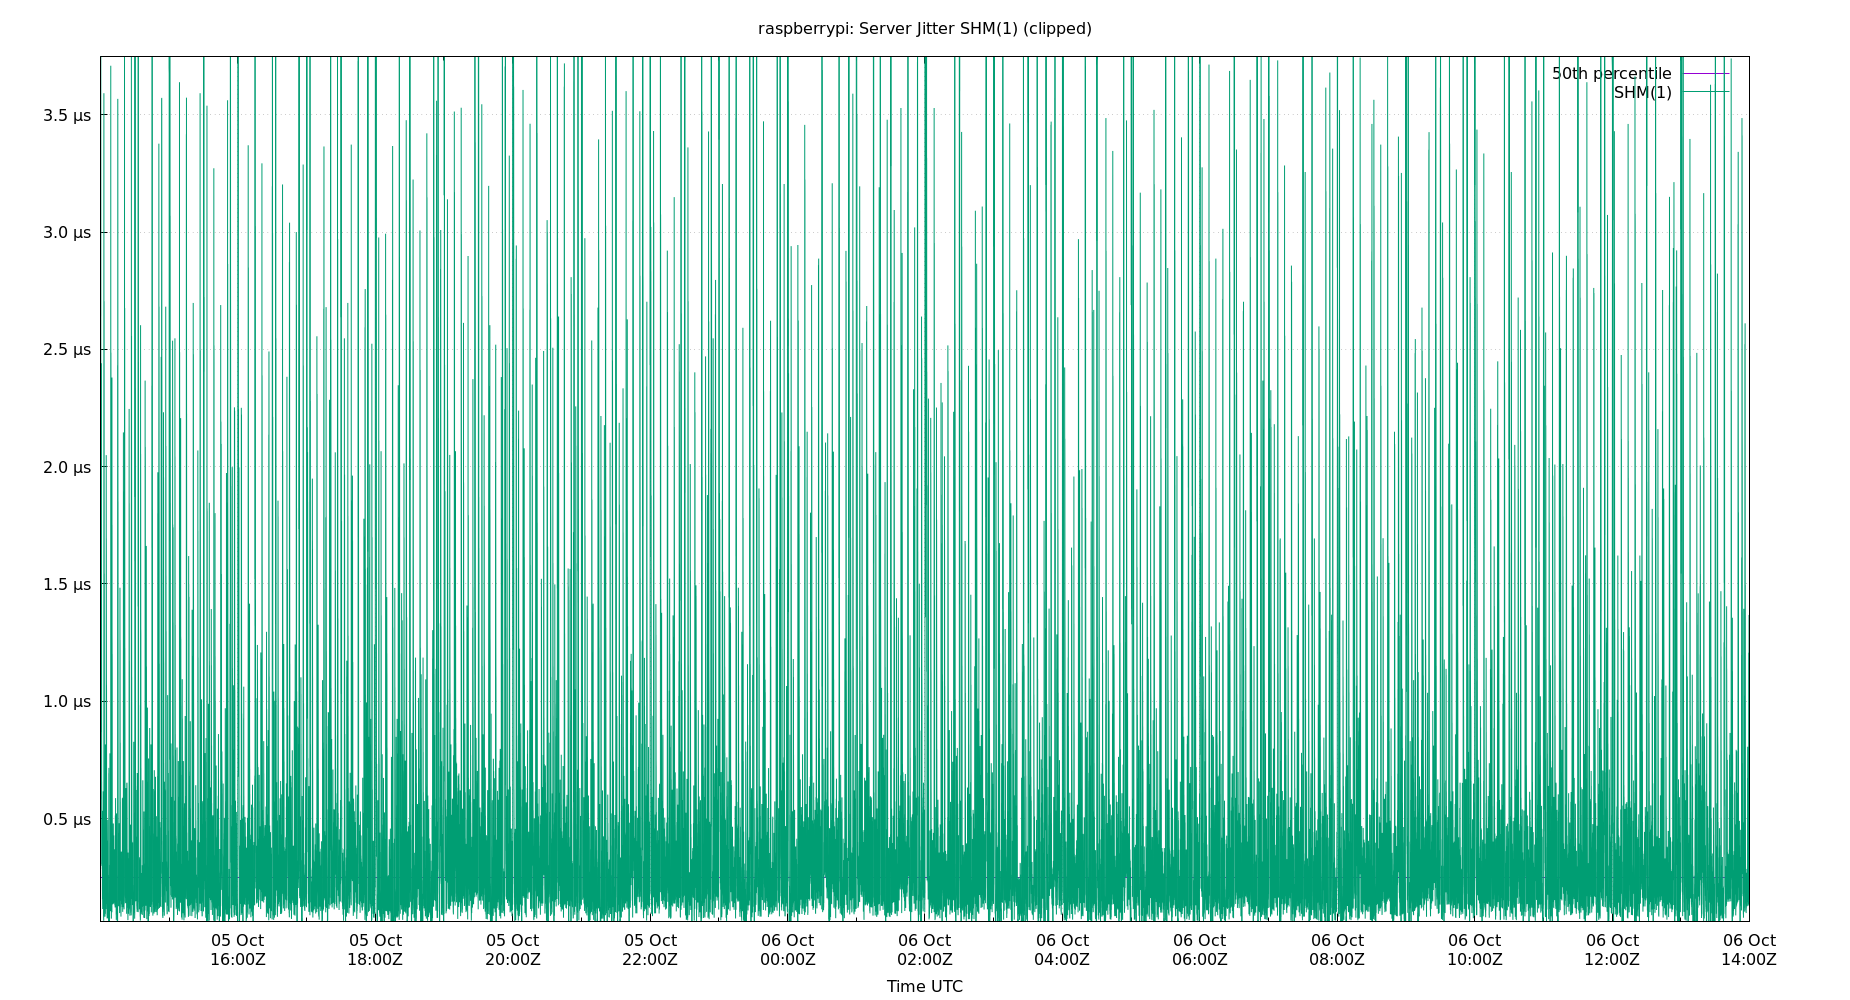 raspberrypi: Server Jitter SHM(1) (clipped)
50th percentile
SHM(1)
3.5 µs
3.0 µs
2.5 µs
2.0 µs
1.5 µs
1.0 µs
0.5 µs
05 Oct 05 Oct 05 Oct 05 Oct 06 Oct 06 Oct 06 Oct 06 Oct 06 Oct 06 Oct 06 Oct 06 Oct
16:00Z 18:00Z 20:00Z 22:00Z 00:00Z 02:00Z 04:00Z 06:00Z 08:00Z 10:00Z 12:00Z 14:00Z
Time UTC